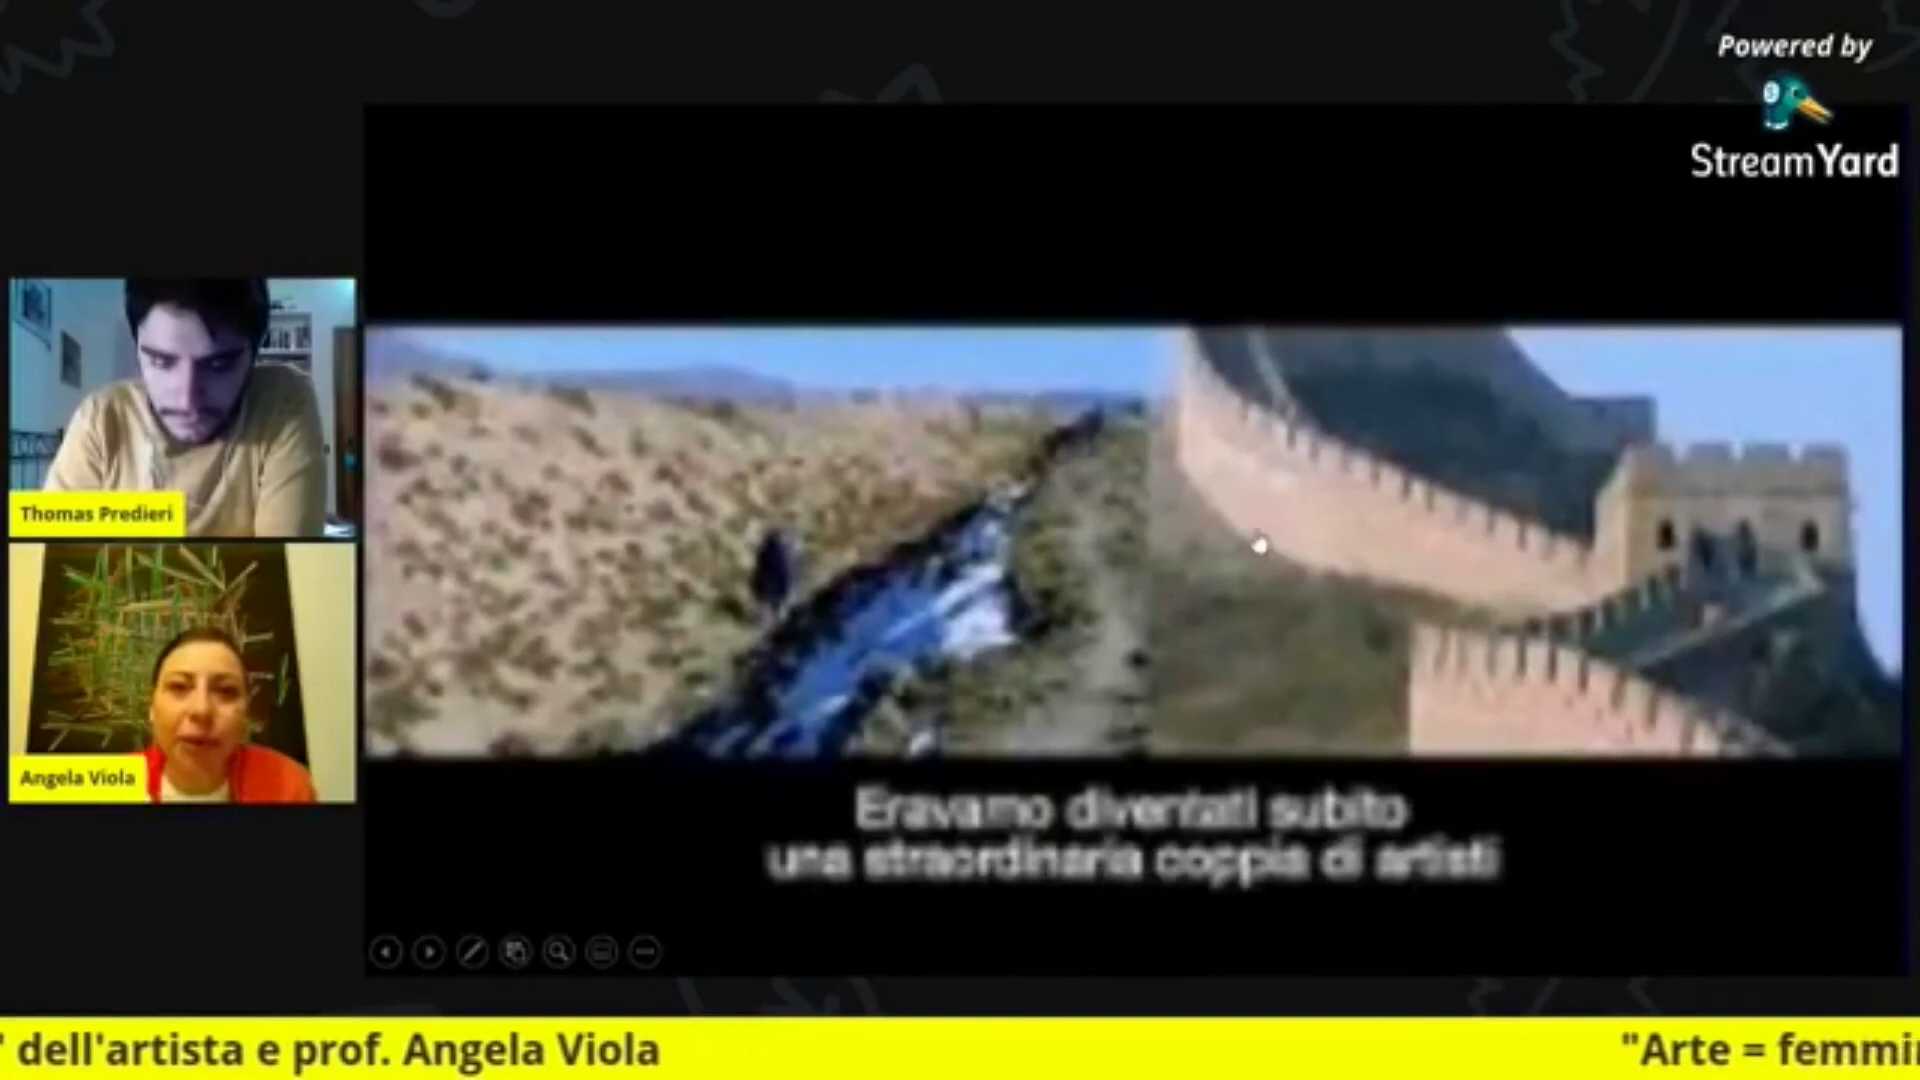 Powered by
StreamYard
Thomas Predieri
Angela Viola
Eravamo diventati subito
una straordinaria coppia di artisti
' dell'artista e prof. Angela Viola
"Arte = femmin